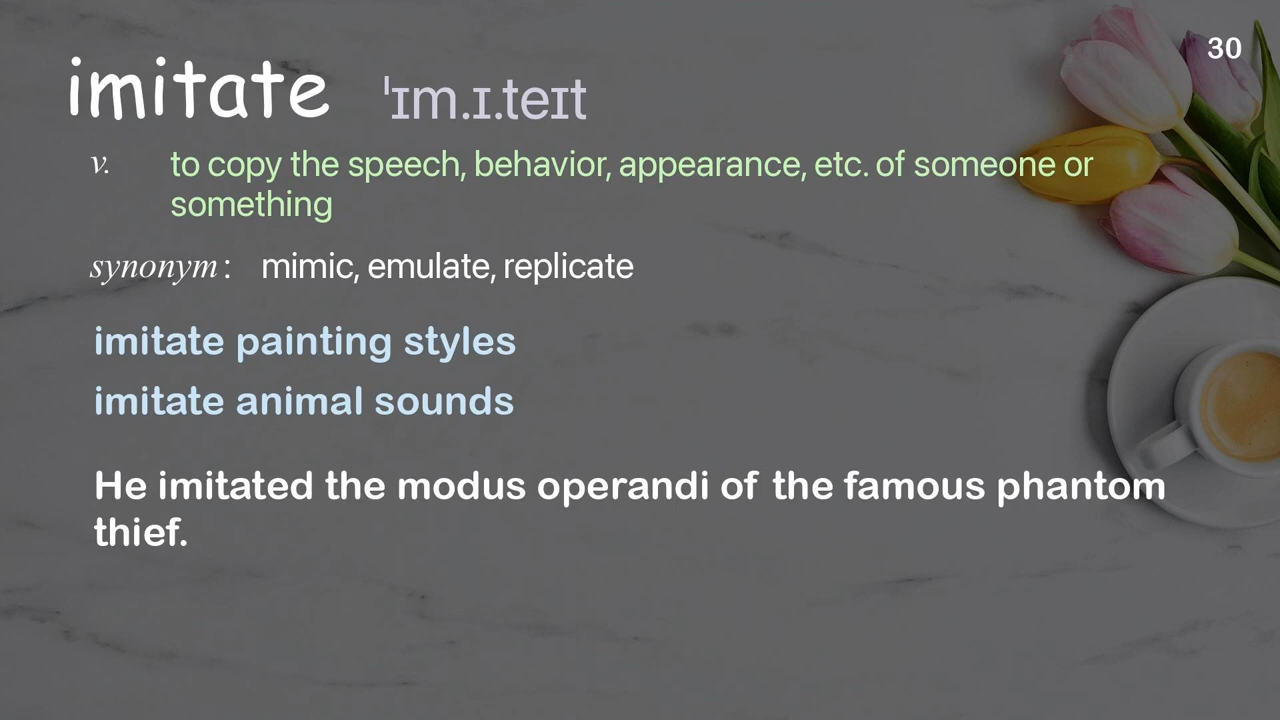 30
imitate ˈɪm.ɪ.teɪt
v. to copy the speech, behavior, appearance, etc. of someone or
something
synonym : mimic, emulate, replicate
imitate painting styles
imitate animal sounds
He imitated the modus operandi of the famous phantom
thief.